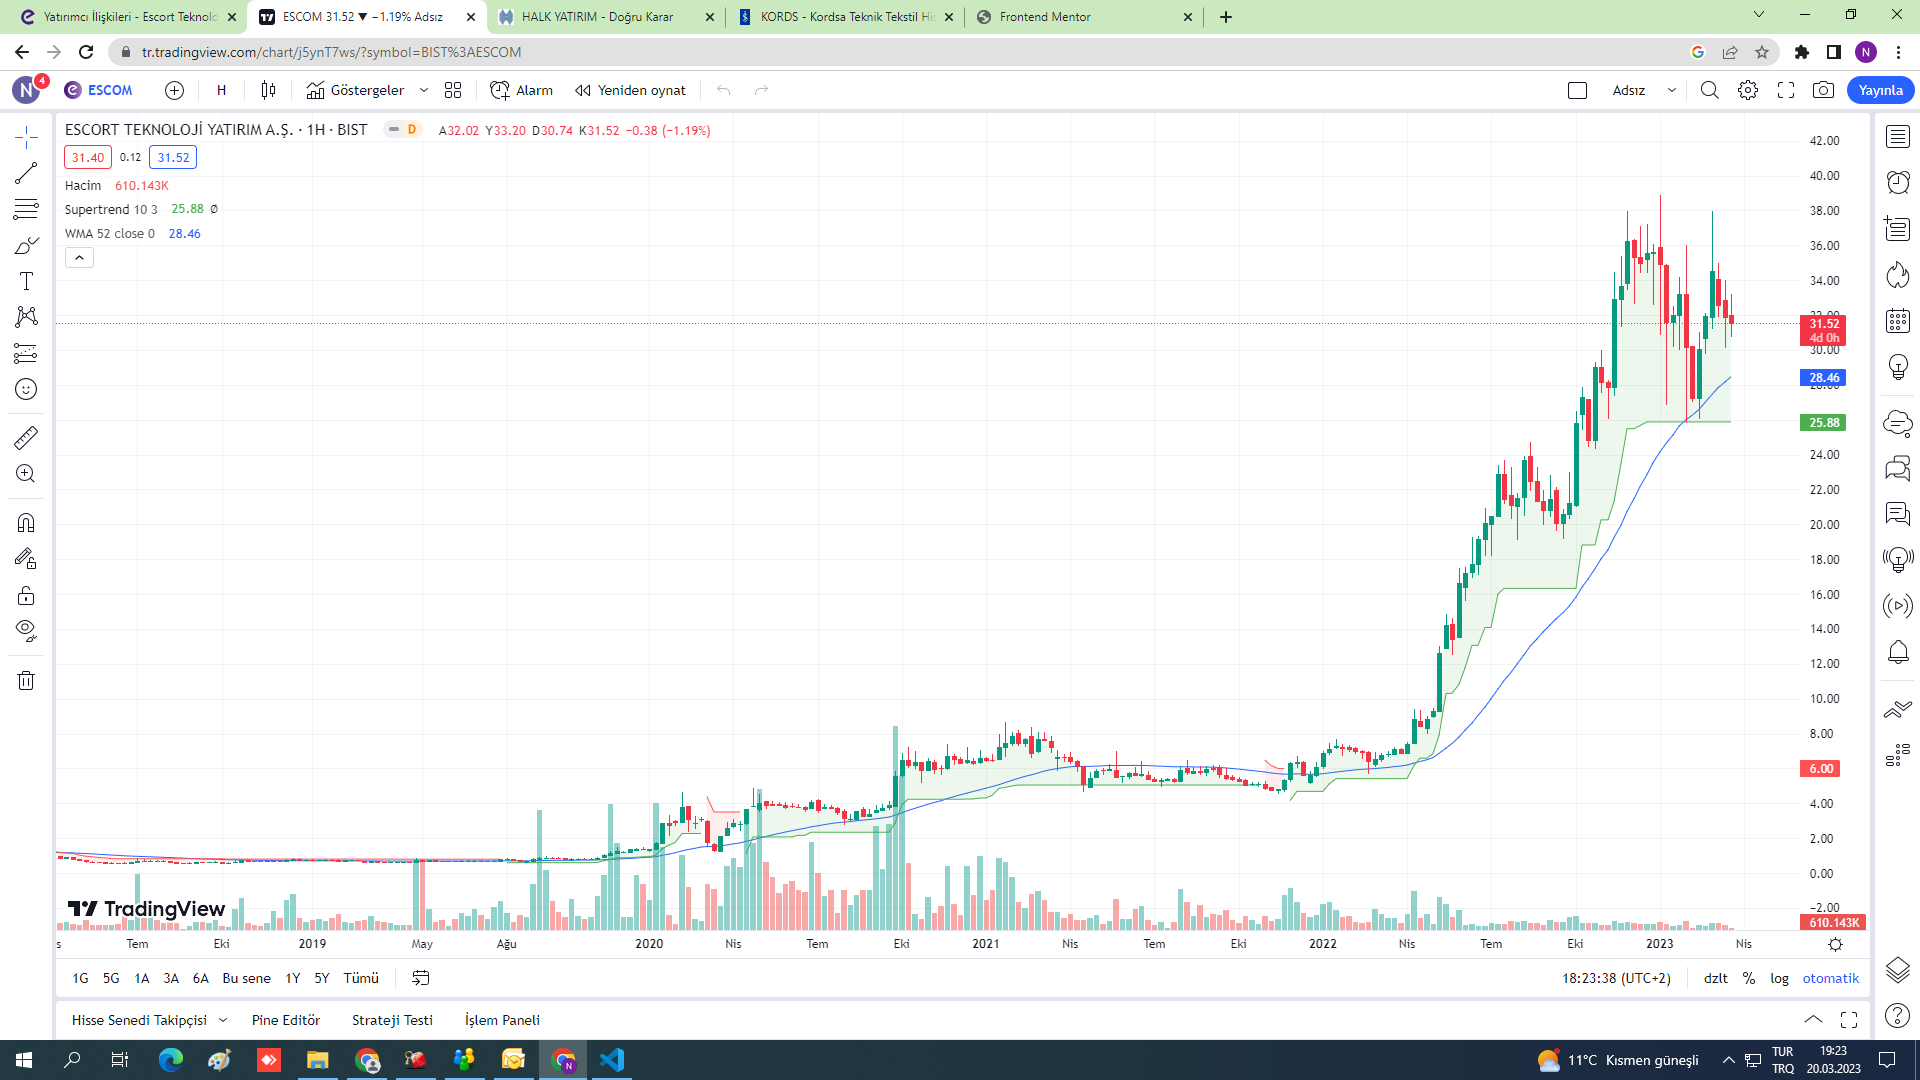 Yatırımcı İlişkileri - Escort Teknolo
ESCOM 31.52 ▼ −1.19% Adsız
HALK YATIRIM - Doğru Karar
KORDS - Kordsa Teknik Tekstil His
Frontend Mentor
tr.tradingview.com/chart/j5ynT7ws/?symbol=BIST%3AESCOM
N
N 4
ESCOM
H
Göstergeler
Alarm
Yeniden oynat
Adsız
Yayınla
ESCORT TEKNOLOJİ YATIRIM A.Ş. · 1H · BIST
D
A32.02 Y33.20 D30.74 K31.52 −0.38 (−1.19%)
31.40 0.12 31.52
Hacim 610.143K
Supertrend 10 3 25.88 Ø
WMA 52 close 0 28.46
42.00
40.00
38.00
36.00
34.00
32.00
31.52
4d 0h
30.00
28.46
28.00
25.88
24.00
22.00
20.00
18.00
16.00
14.00
12.00
10.00
8.00
6.00
4.00
2.00
0.00
−2.00
610.143K
TradingView
s Tem Eki 2019 May Ağu 2020 Nis Tem Eki 2021 Nis Tem Eki 2022 Nis Tem Eki 2023 Nis
1G 5G 1A 3A 6A Bu sene 1Y 5Y Tümü
18:23:38 (UTC+2) dzlt % log otomatik
Hisse Senedi Takipçisi Pine Editör Strateji Testi İşlem Paneli
11°C Kısmen güneşli
TUR
TRQ
19:23
20.03.2023